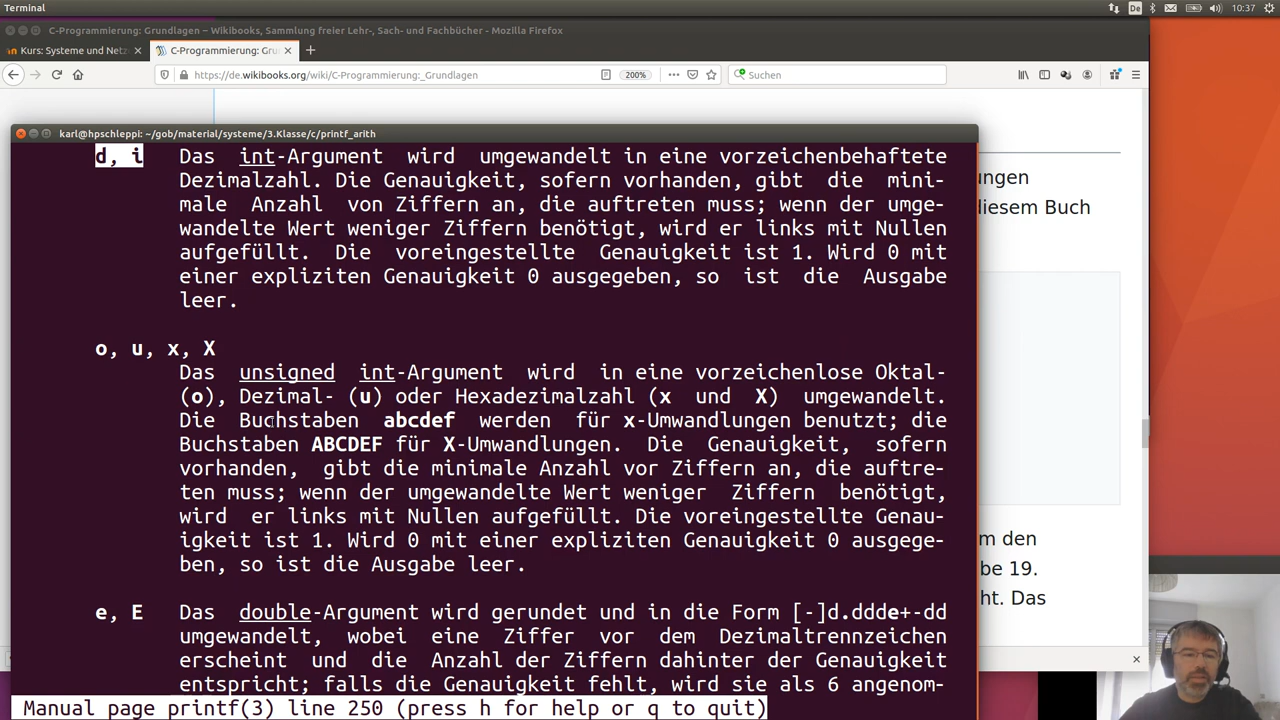 Terminal
De
10:37
C-Programmierung: Grundlagen – Wikibooks, Sammlung freier Lehr-, Sach- und Fachbücher - Mozilla Firefox
Kurs: Systeme und Netz
C-Programmierung: Gru
https://de.wikibooks.org/wiki/C-Programmierung:_Grundlagen
200%
Suchen
karl@hpschleppi: ~/gob/material/systeme/3.Klasse/c/printf_arith
d, i Das int-Argument wird umgewandelt in eine vorzeichenbehaftete
Dezimalzahl. Die Genauigkeit, sofern vorhanden, gibt die mini-
male Anzahl von Ziffern an, die auftreten muss; wenn der umge-
wandelte Wert weniger Ziffern benötigt, wird er links mit Nullen
aufgefüllt. Die voreingestellte Genauigkeit ist 1. Wird 0 mit
einer expliziten Genauigkeit 0 ausgegeben, so ist die Ausgabe
leer.
o, u, x, X
Das unsigned int-Argument wird in eine vorzeichenlose Oktal-
(o), Dezimal- (u) oder Hexadezimalzahl (x und X) umgewandelt.
Die Buchstaben abcdef werden für x-Umwandlungen benutzt; die
Buchstaben ABCDEF für X-Umwandlungen. Die Genauigkeit, sofern
vorhanden, gibt die minimale Anzahl vor Ziffern an, die auftre-
ten muss; wenn der umgewandelte Wert weniger Ziffern benötigt,
wird er links mit Nullen aufgefüllt. Die voreingestellte Genau-
igkeit ist 1. Wird 0 mit einer expliziten Genauigkeit 0 ausgege-
ben, so ist die Ausgabe leer.
e, E Das double-Argument wird gerundet und in die Form [-]d.ddde+-dd
umgewandelt, wobei eine Ziffer vor dem Dezimaltrennzeichen
erscheint und die Anzahl der Ziffern dahinter der Genauigkeit
entspricht; falls die Genauigkeit fehlt, wird sie als 6 angenom-
Manual page printf(3) line 250 (press h for help or q to quit)
ungen
diesem Buch
m den
be 19.
ht. Das